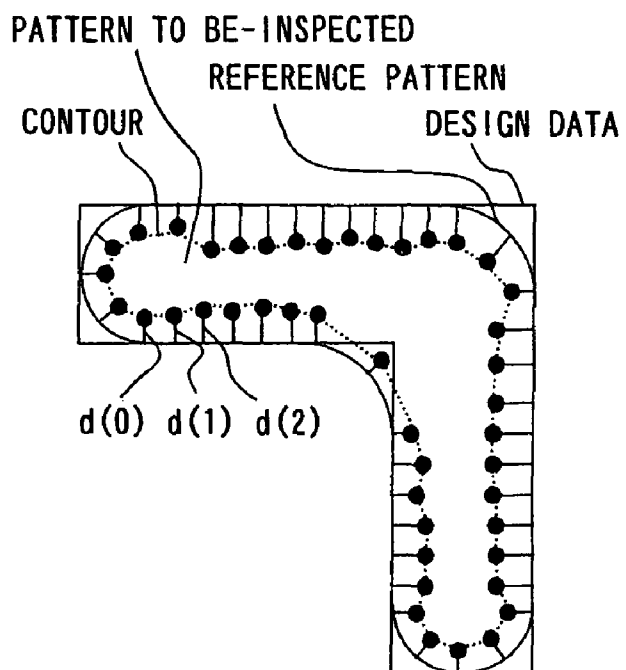 PATTERN TO BE-INSPECTED
REFERENCE PATTERN
CONTOUR
DESIGN DATA
d(0) d(1) d(2)